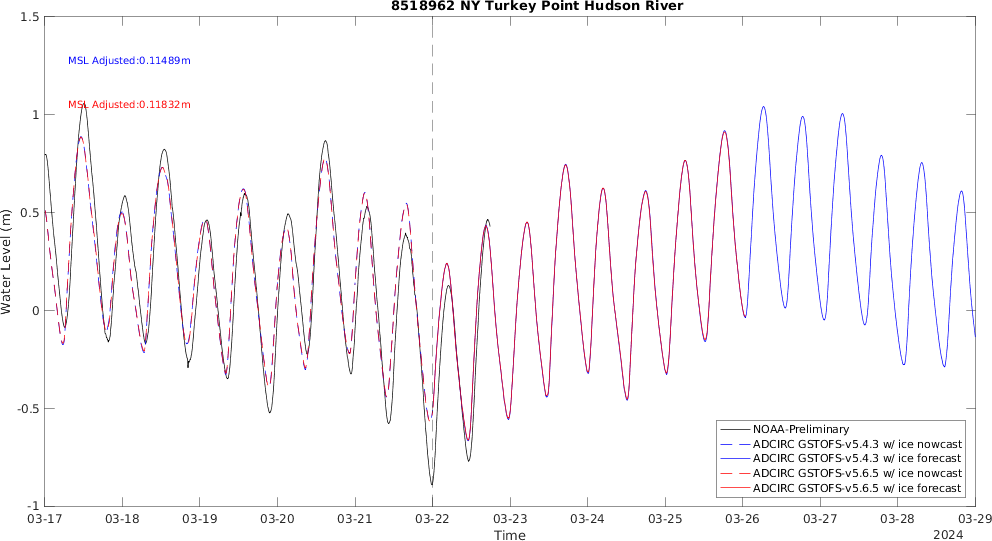 8518962 NY Turkey Point Hudson River
1.5
MSL Adjusted:0.11489m
MSL Adjusted:0.11832m
1
0.5
Water Level (m)
0
-0.5
-1
NOAA-Preliminary
ADCIRC GSTOFS-v5.4.3 w/ ice nowcast
ADCIRC GSTOFS-v5.4.3 w/ ice forecast
ADCIRC GSTOFS-v5.6.5 w/ ice nowcast
ADCIRC GSTOFS-v5.6.5 w/ ice forecast
03-17 03-18 03-19 03-20 03-21 03-22 03-23 03-24 03-25 03-26 03-27 03-28 03-29
Time
2024